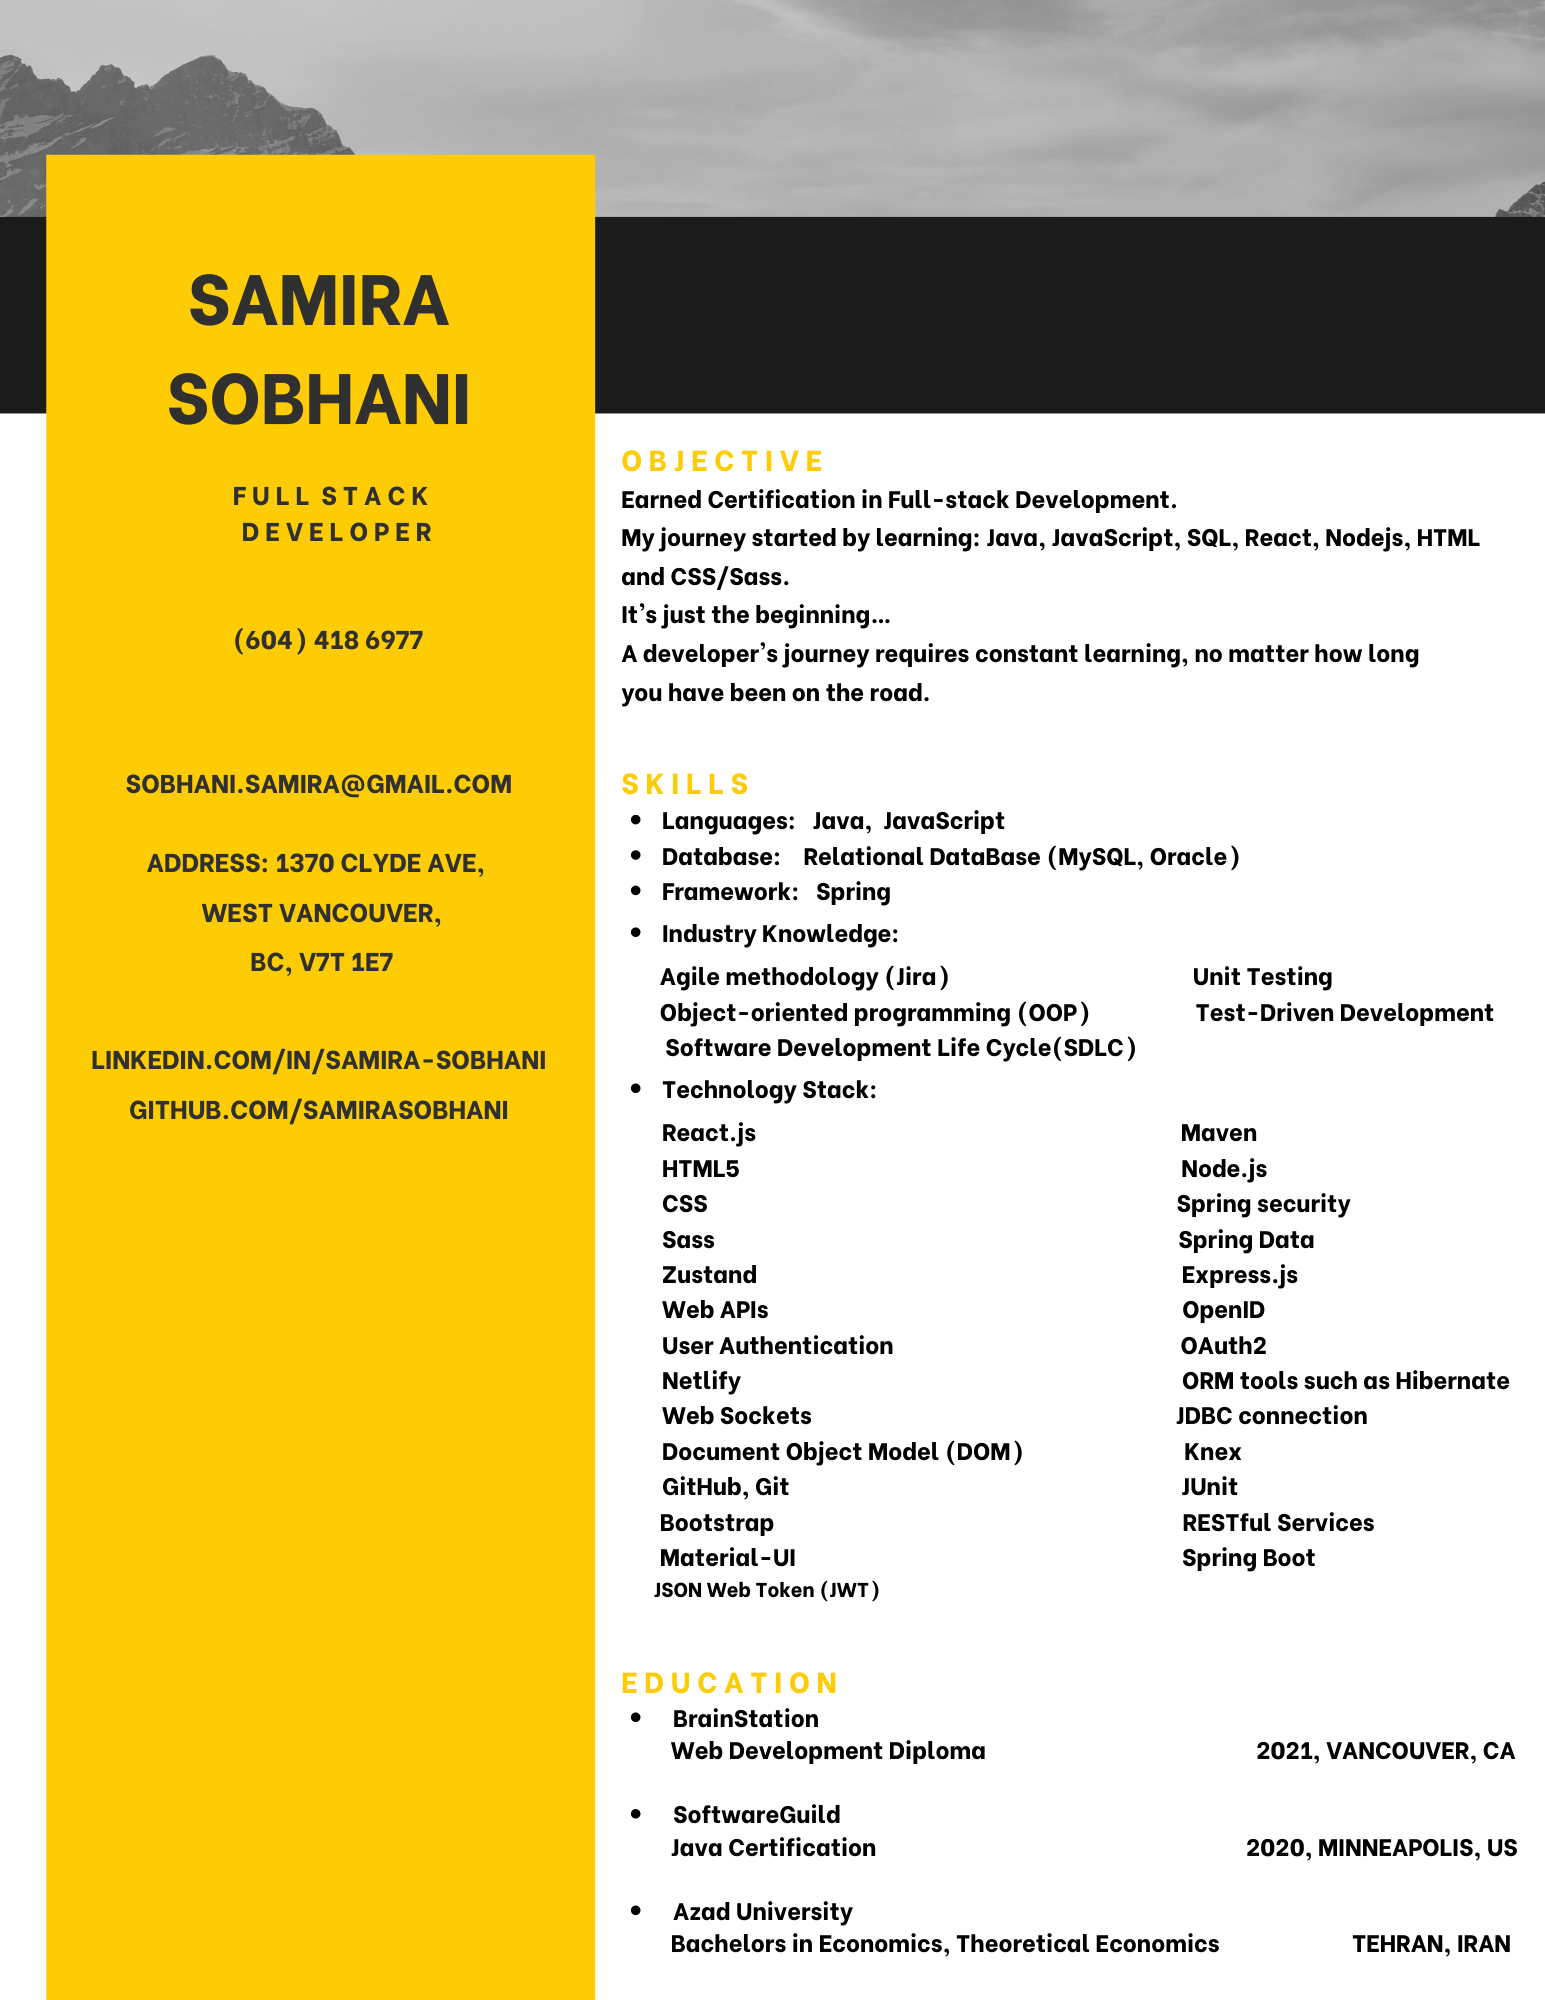 SAMIRA
SOBHANI
FULL STACK
DEVELOPER
(604) 418 6977
SOBHANI.SAMIRA@GMAIL.COM
ADDRESS: 1370 CLYDE AVE,
WEST VANCOUVER,
BC, V7T 1E7
LINKEDIN.COM/IN/SAMIRA-SOBHANI
GITHUB.COM/SAMIRASOBHANI
OBJECTIVE
Earned Certification in Full-stack Development.
My journey started by learning: Java, JavaScript, SQL, React, Nodejs, HTML
and CSS/Sass.
It's just the beginning...
A developer's journey requires constant learning, no matter how long
you have been on the road.
SKILLS
• Languages: Java, JavaScript
• Database: Relational DataBase (MySQL, Oracle)
• Framework: Spring
• Industry Knowledge:
Agile methodology (Jira) Unit Testing
Object-oriented programming (OOP) Test-Driven Development
Software Development Life Cycle(SDLC)
• Technology Stack:
React.js Maven
HTML5 Node.js
CSS Spring security
Sass Spring Data
Zustand Express.js
Web APIs OpenID
User Authentication OAuth2
Netlify ORM tools such as Hibernate
Web Sockets JDBC connection
Document Object Model (DOM) Knex
GitHub, Git JUnit
Bootstrap RESTful Services
Material-UI Spring Boot
JSON Web Token (JWT)
EDUCATION
• BrainStation
Web Development Diploma 2021, VANCOUVER, CA
• SoftwareGuild
Java Certification 2020, MINNEAPOLIS, US
• Azad University
Bachelors in Economics, Theoretical Economics TEHRAN, IRAN